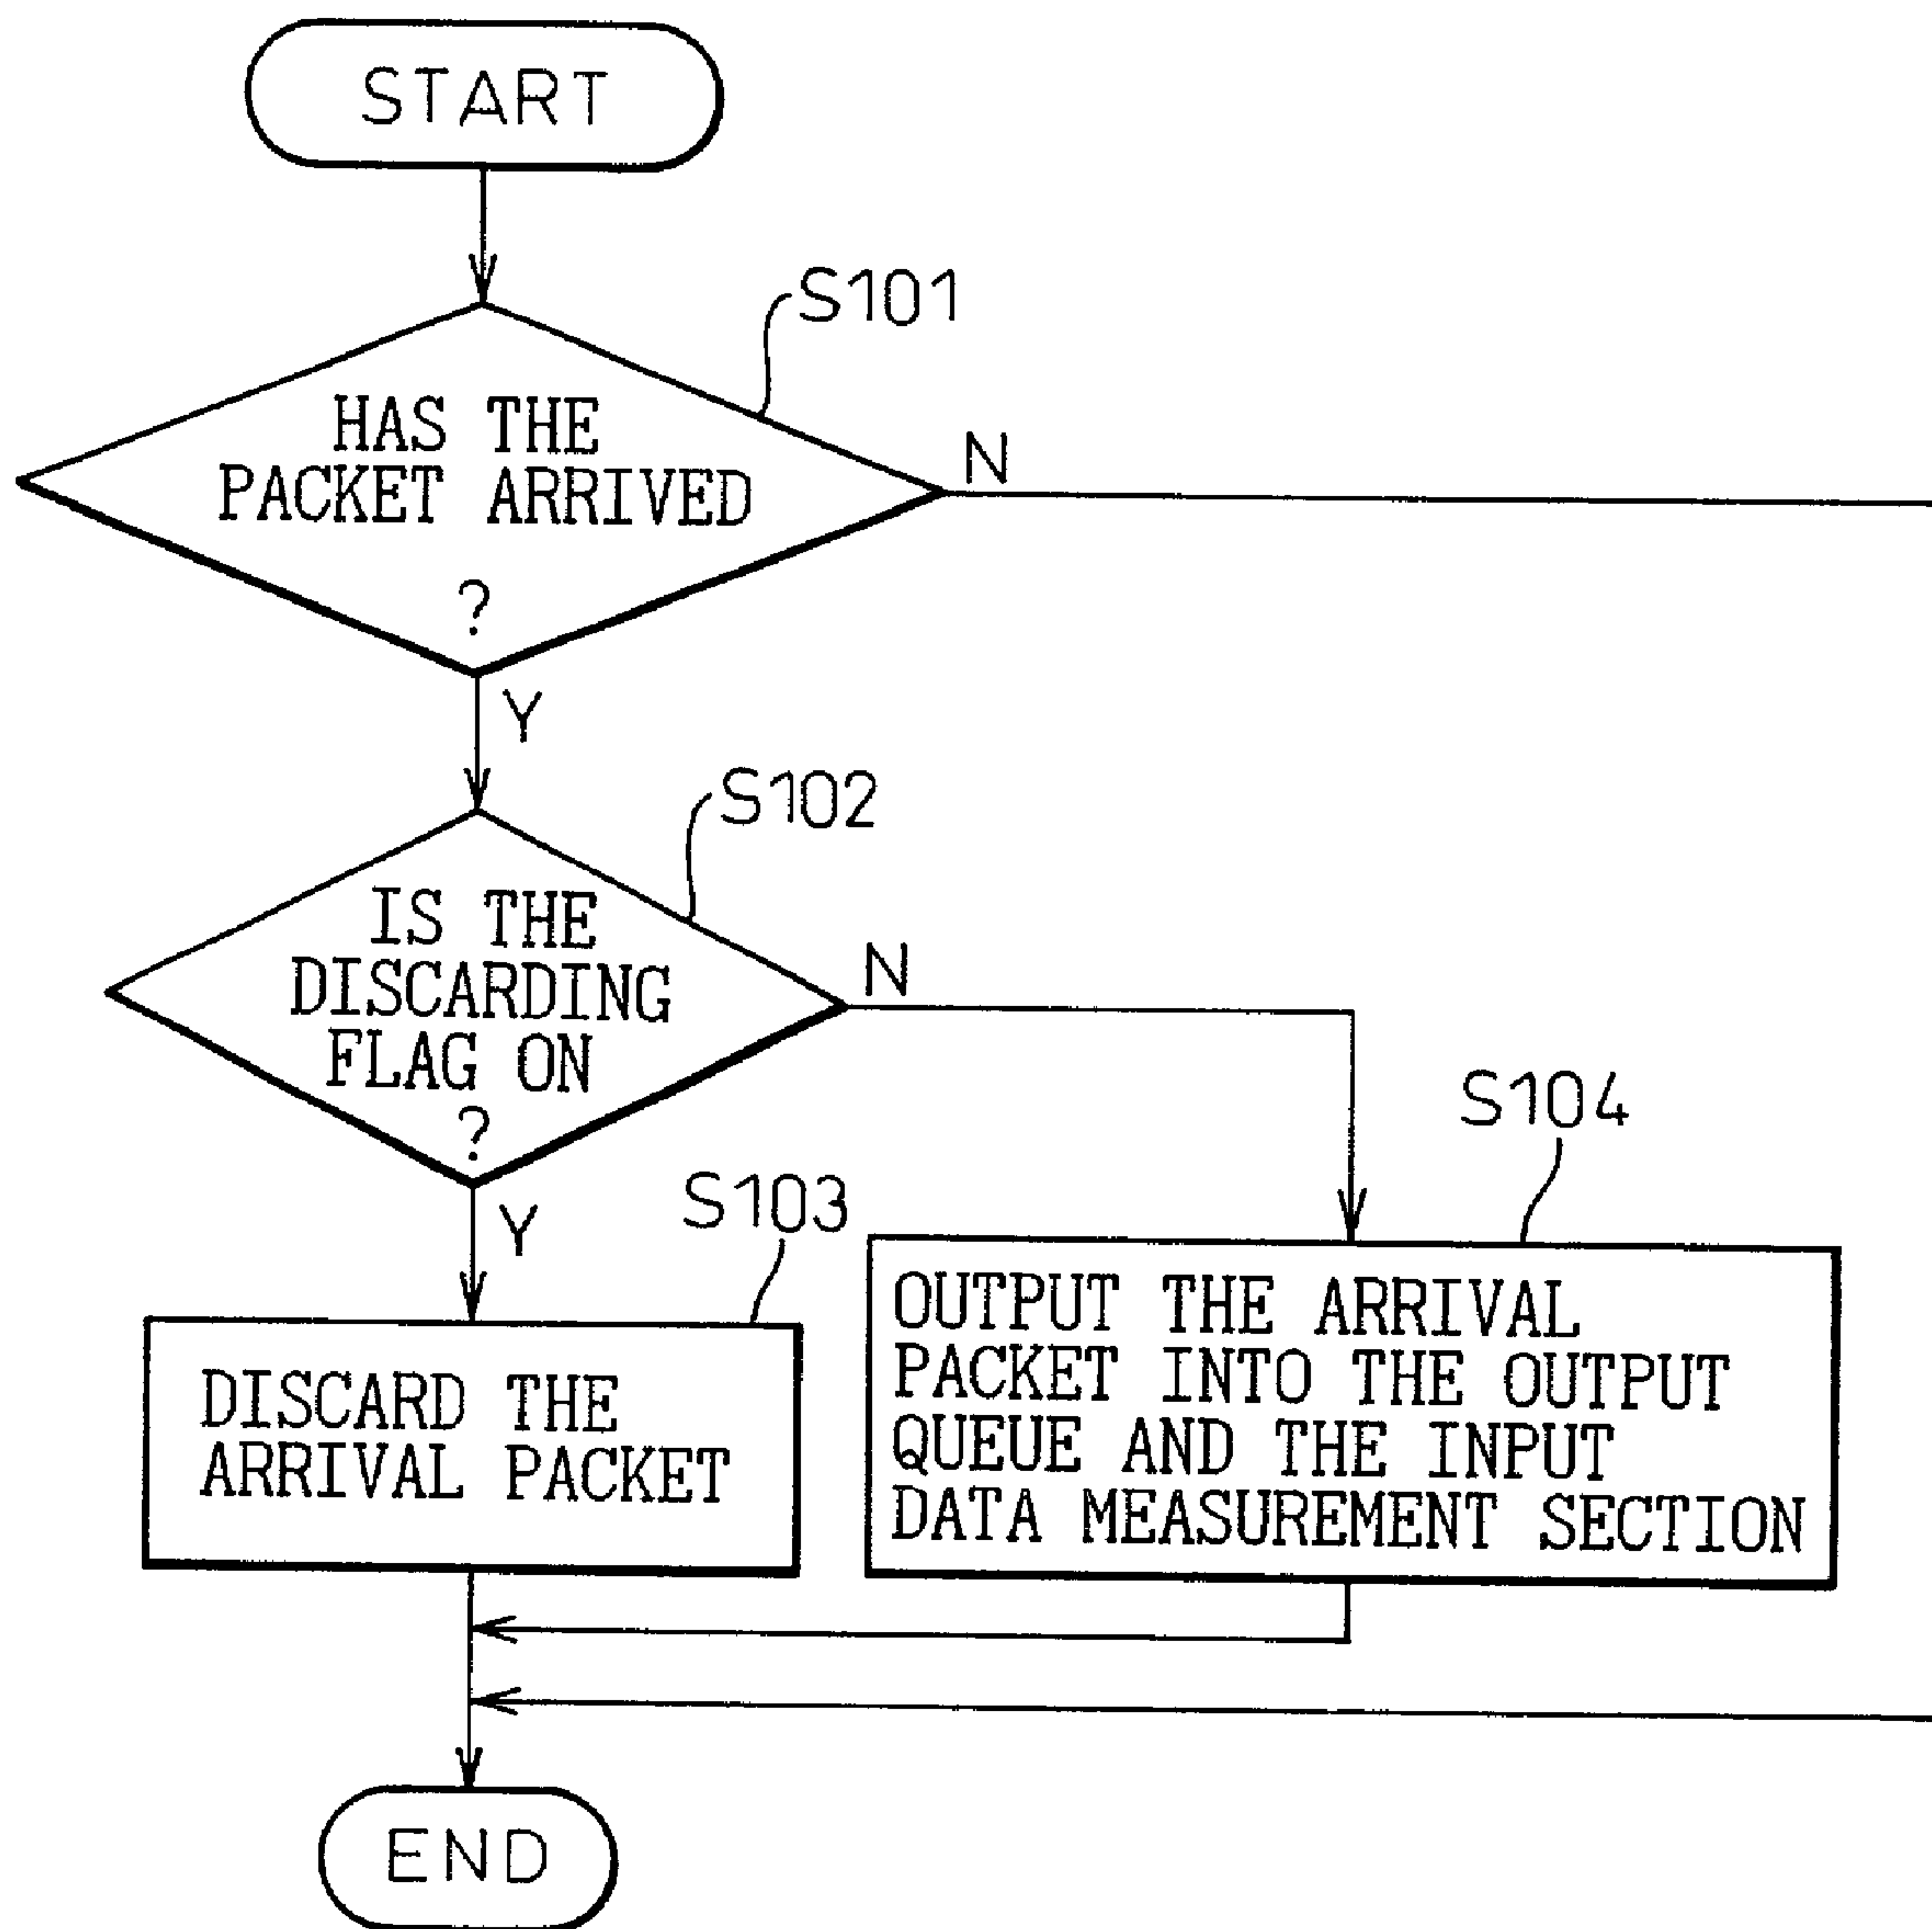 START
S101
HAS THE
PACKET ARRIVED
?
N
Y
S102
IS THE
DISCARDING
FLAG ON
?
N
Y
S103
DISCARD THE
ARRIVAL PACKET
S104
OUTPUT THE ARRIVAL
PACKET INTO THE OUTPUT
QUEUE AND THE INPUT
DATA MEASUREMENT SECTION
END